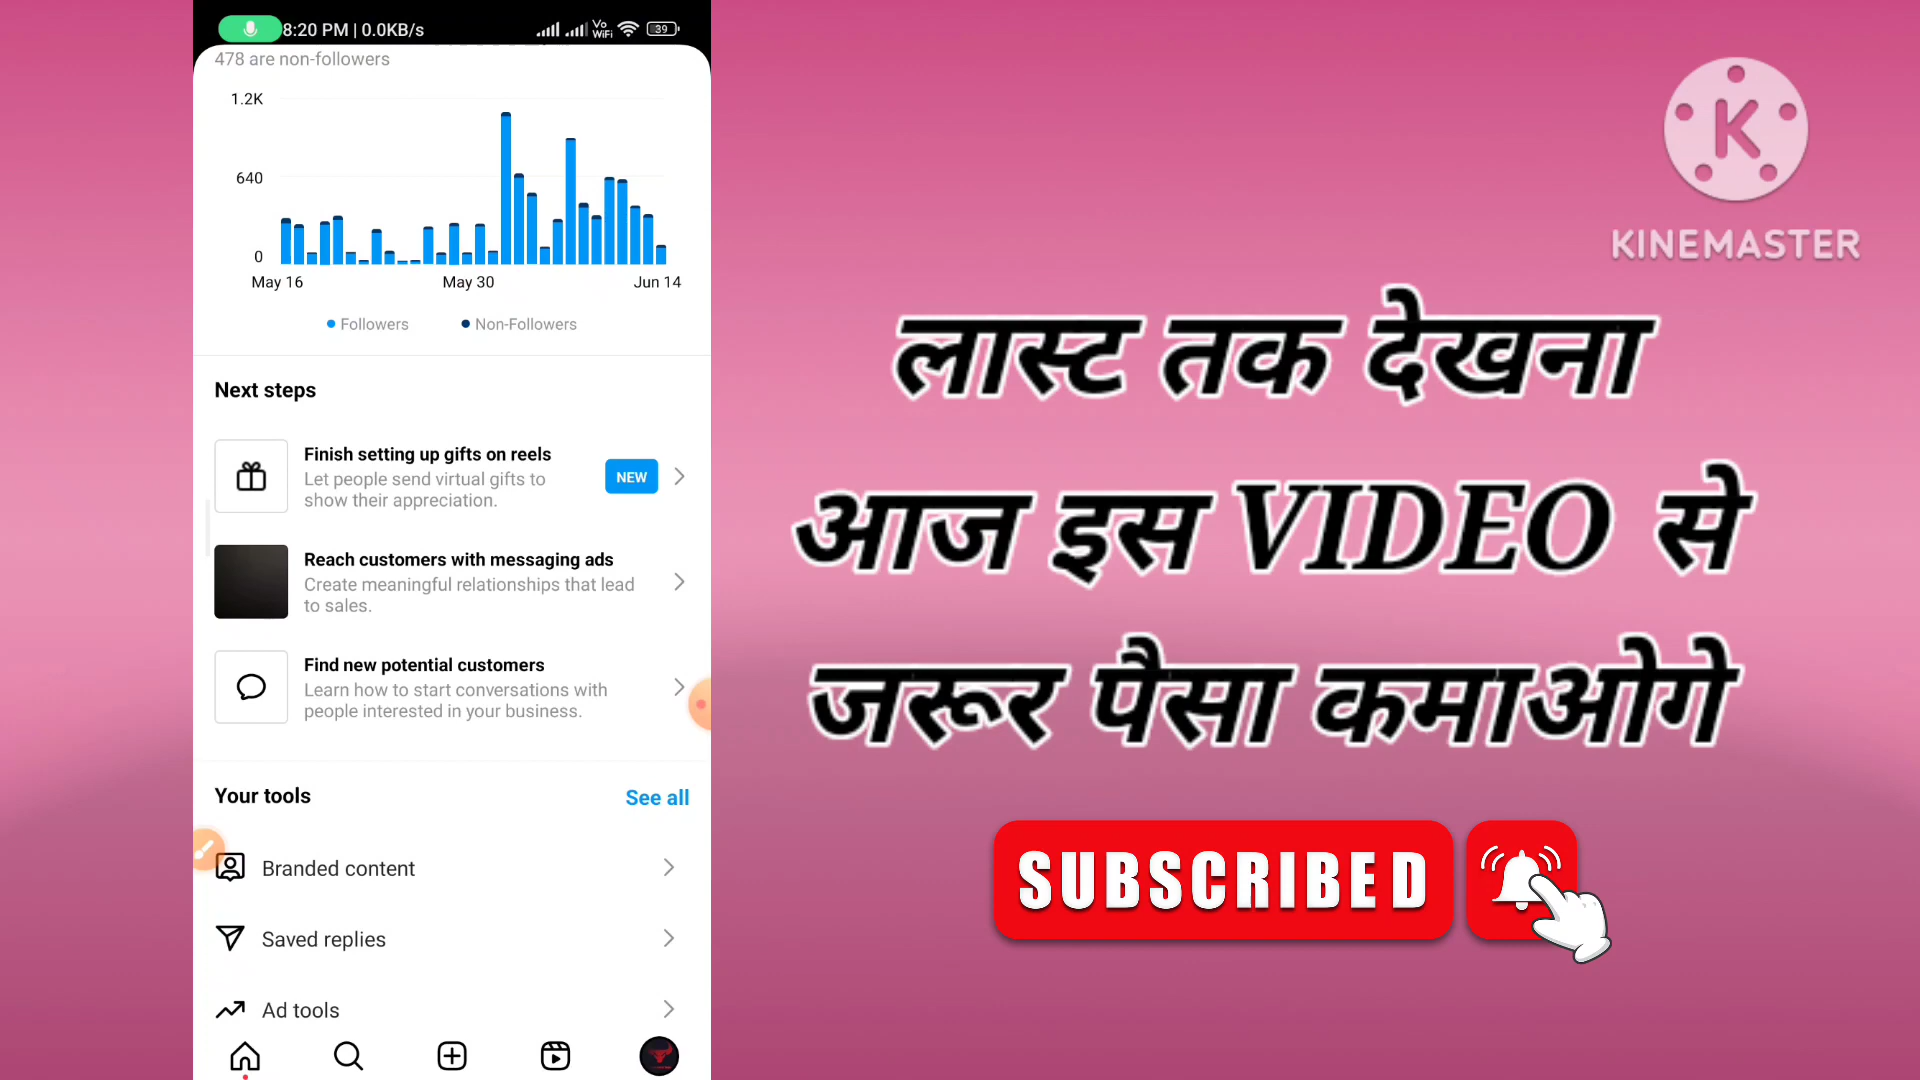 8:20 PM | 0.0KB/s
Vo
WiFi
39
478 are non-followers
1.2K
640
0
May 16
May 30
Jun 14
Followers
Non-Followers
Next steps
Finish setting up gifts on reels
Let people send virtual gifts to
show their appreciation.
NEW
Reach customers with messaging ads
Create meaningful relationships that lead
to sales.
Find new potential customers
Learn how to start conversations with
people interested in your business.
Your tools
See all
Branded content
Saved replies
Ad tools
K
KINEMASTER
लास्ट तक देखना
आज इस VIDEO से
जरूर पैसा कमाओगे
SUBSCRIBED